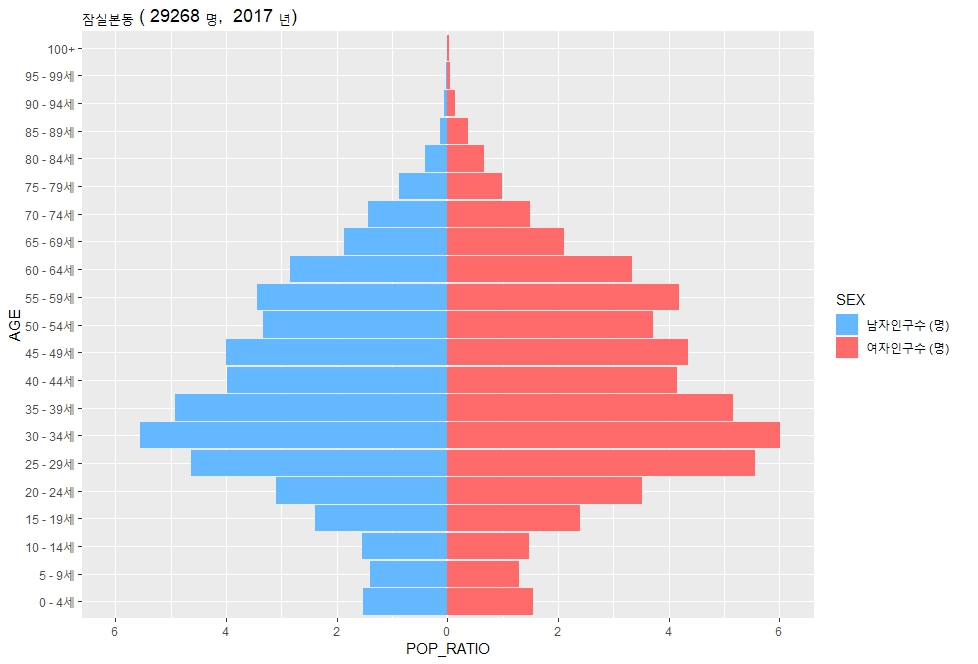 잠실본동 ( 29268 명, 2017 년)
AGE
100+
95 - 99세
90 - 94세
85 - 89세
80 - 84세
75 - 79세
70 - 74세
65 - 69세
60 - 64세
55 - 59세
50 - 54세
45 - 49세
40 - 44세
35 - 39세
30 - 34세
25 - 29세
20 - 24세
15 - 19세
10 - 14세
5 - 9세
0 - 4세
6 4 2 0 2 4 6
POP_RATIO
SEX
남자인구수 (명)
여자인구수 (명)